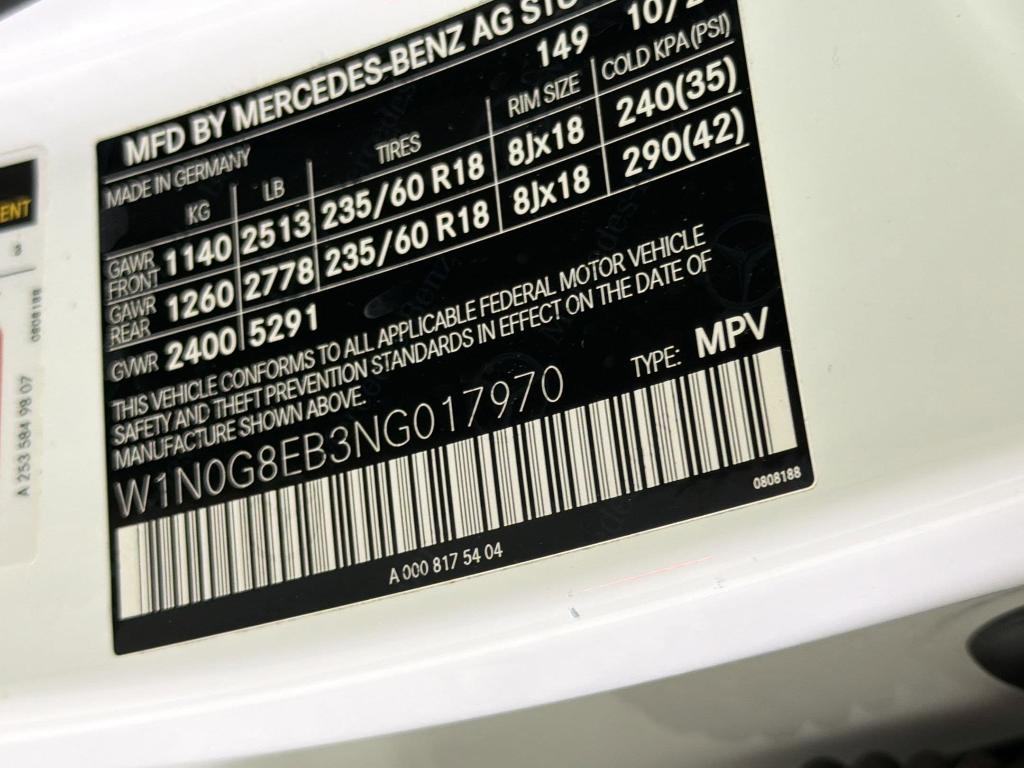 MFD BY MERCEDES-BENZ AG
MADE IN GERMANY 149 10/2
KG LB TIRES RIM SIZE COLD KPA (PSI)
GAWR FRONT 1140 2513 235/60 R18 8Jx18 240(35)
GAWR REAR 1260 2778 235/60 R18 8Jx18 290(42)
GVWR 2400 5291
THIS VEHICLE CONFORMS TO ALL APPLICABLE FEDERAL MOTOR VEHICLE
SAFETY AND THEFT PREVENTION STANDARDS IN EFFECT ON THE DATE OF
MANUFACTURE SHOWN ABOVE.
TYPE: MPV
W1N0G8EB3NG017970
0808188
A 000 817 54 04
ENT
0808188
A 253 584 98 07